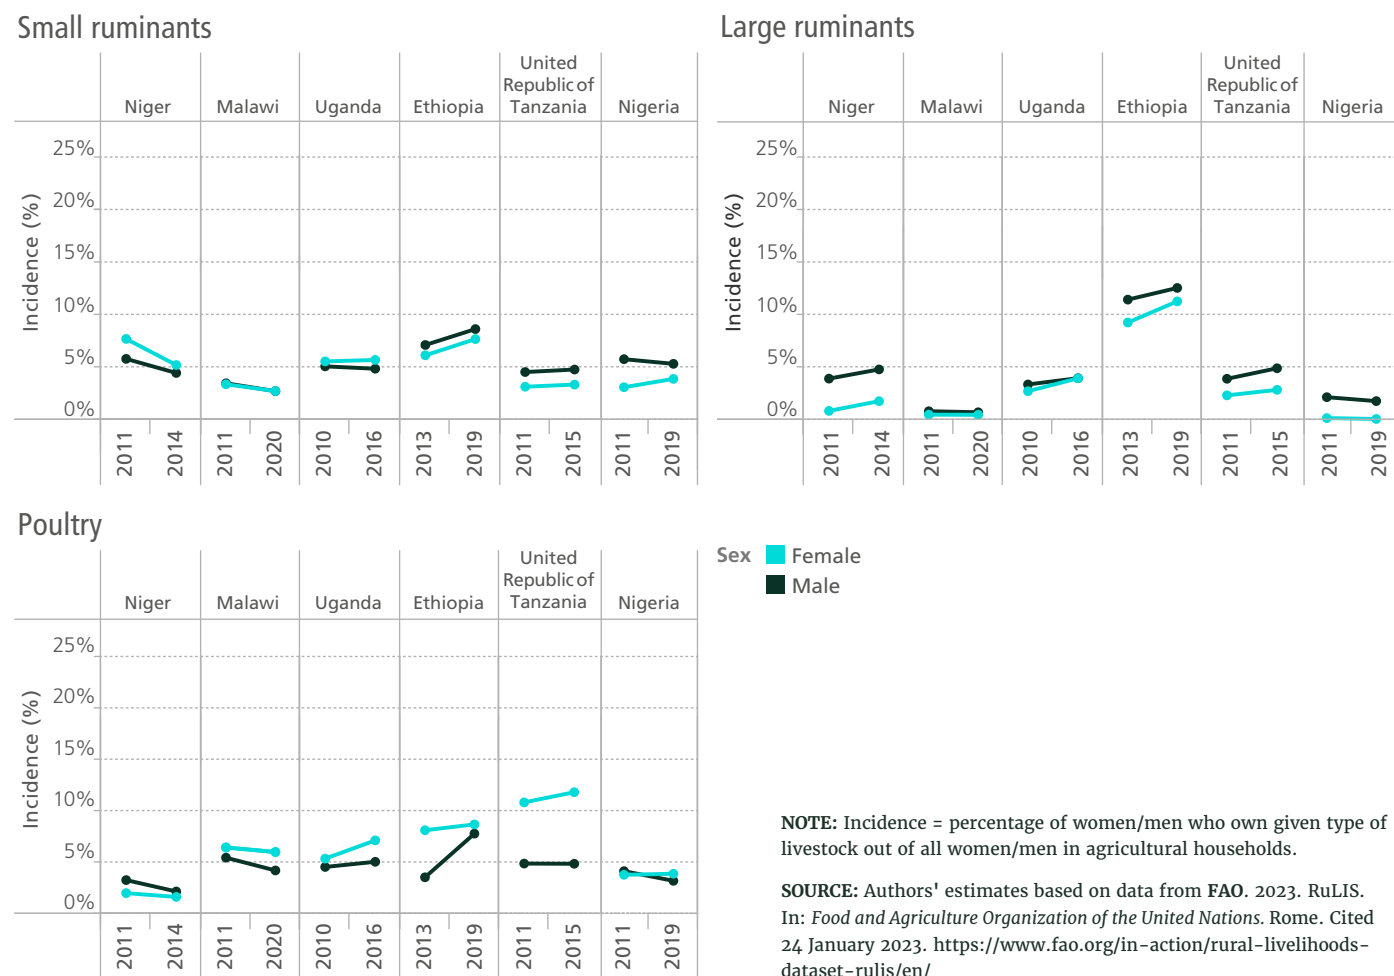 Small ruminants
Niger
Malawi
Uganda
Ethiopia
United
Republic of
Tanzania
Nigeria
Incidence (%)
25%
20%
15%
10%
5%
0%
2011
2014
2011
2020
2010
2016
2013
2019
2011
2015
2011
2019
Large ruminants
Niger
Malawi
Uganda
Ethiopia
United
Republic of
Tanzania
Nigeria
Incidence (%)
25%
20%
15%
10%
5%
0%
2011
2014
2011
2020
2010
2016
2013
2019
2011
2015
2011
2019
Poultry
Niger
Malawi
Uganda
Ethiopia
United
Republic of
Tanzania
Nigeria
Incidence (%)
25%
20%
15%
10%
5%
0%
2011
2014
2011
2020
2010
2016
2013
2019
2011
2015
2011
2019
Sex
Female
Male
NOTE: Incidence = percentage of women/men who own given type of
livestock out of all women/men in agricultural households.
SOURCE: Authors' estimates based on data from FAO. 2023. RuLIS.
In: Food and Agriculture Organization of the United Nations. Rome. Cited
24 January 2023. https://www.fao.org/in-action/rural-livelihoods-
dataset-rulis/en/